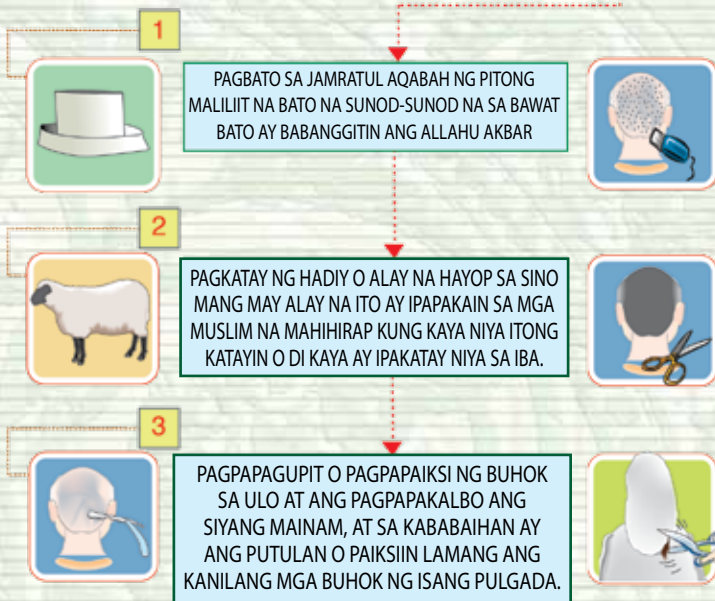 1
PAGBATO SA JAMRATUL AQABAH NG PITONG
MALILIIT NA BATO NA SUNOD-SUNOD NA SA BAWAT
BATO AY BABANGGITIN ANG ALLAHU AKBAR
2
PAGKATAY NG HADIY O ALAY NA HAYOP SA SINO
MANG MAY ALAY NA ITO AY IPAPAKAIN SA MGA
MUSLIM NA MAHIHIRAP KUNG KAYA NIYA ITONG
KATAYIN O DI KAYA AY IPAKATAY NIYA SA IBA.
3
PAGPAPAGUPIT O PAGPAPAIKSI NG BUHOK
SA ULO AT ANG PAGPAPAKALBO ANG
SIYANG MAINAM, AT SA KABABAIHAN AY
ANG PUTULAN O PAIKSIIN LAMANG ANG
KANILANG MGA BUHOK NG ISANG PULGADA.